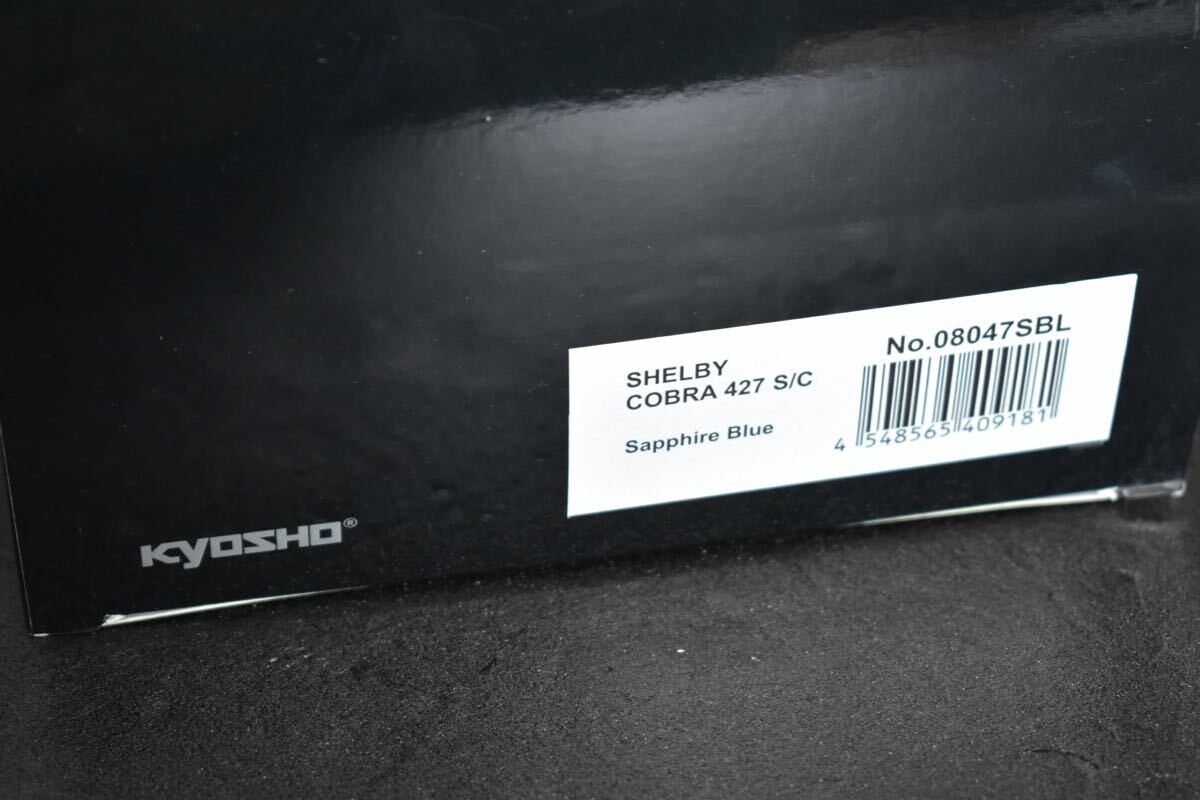 SHELBY
COBRA 427 S/C
Sapphire Blue
No.08047SBL
4 548565 409181
KYOSHO®